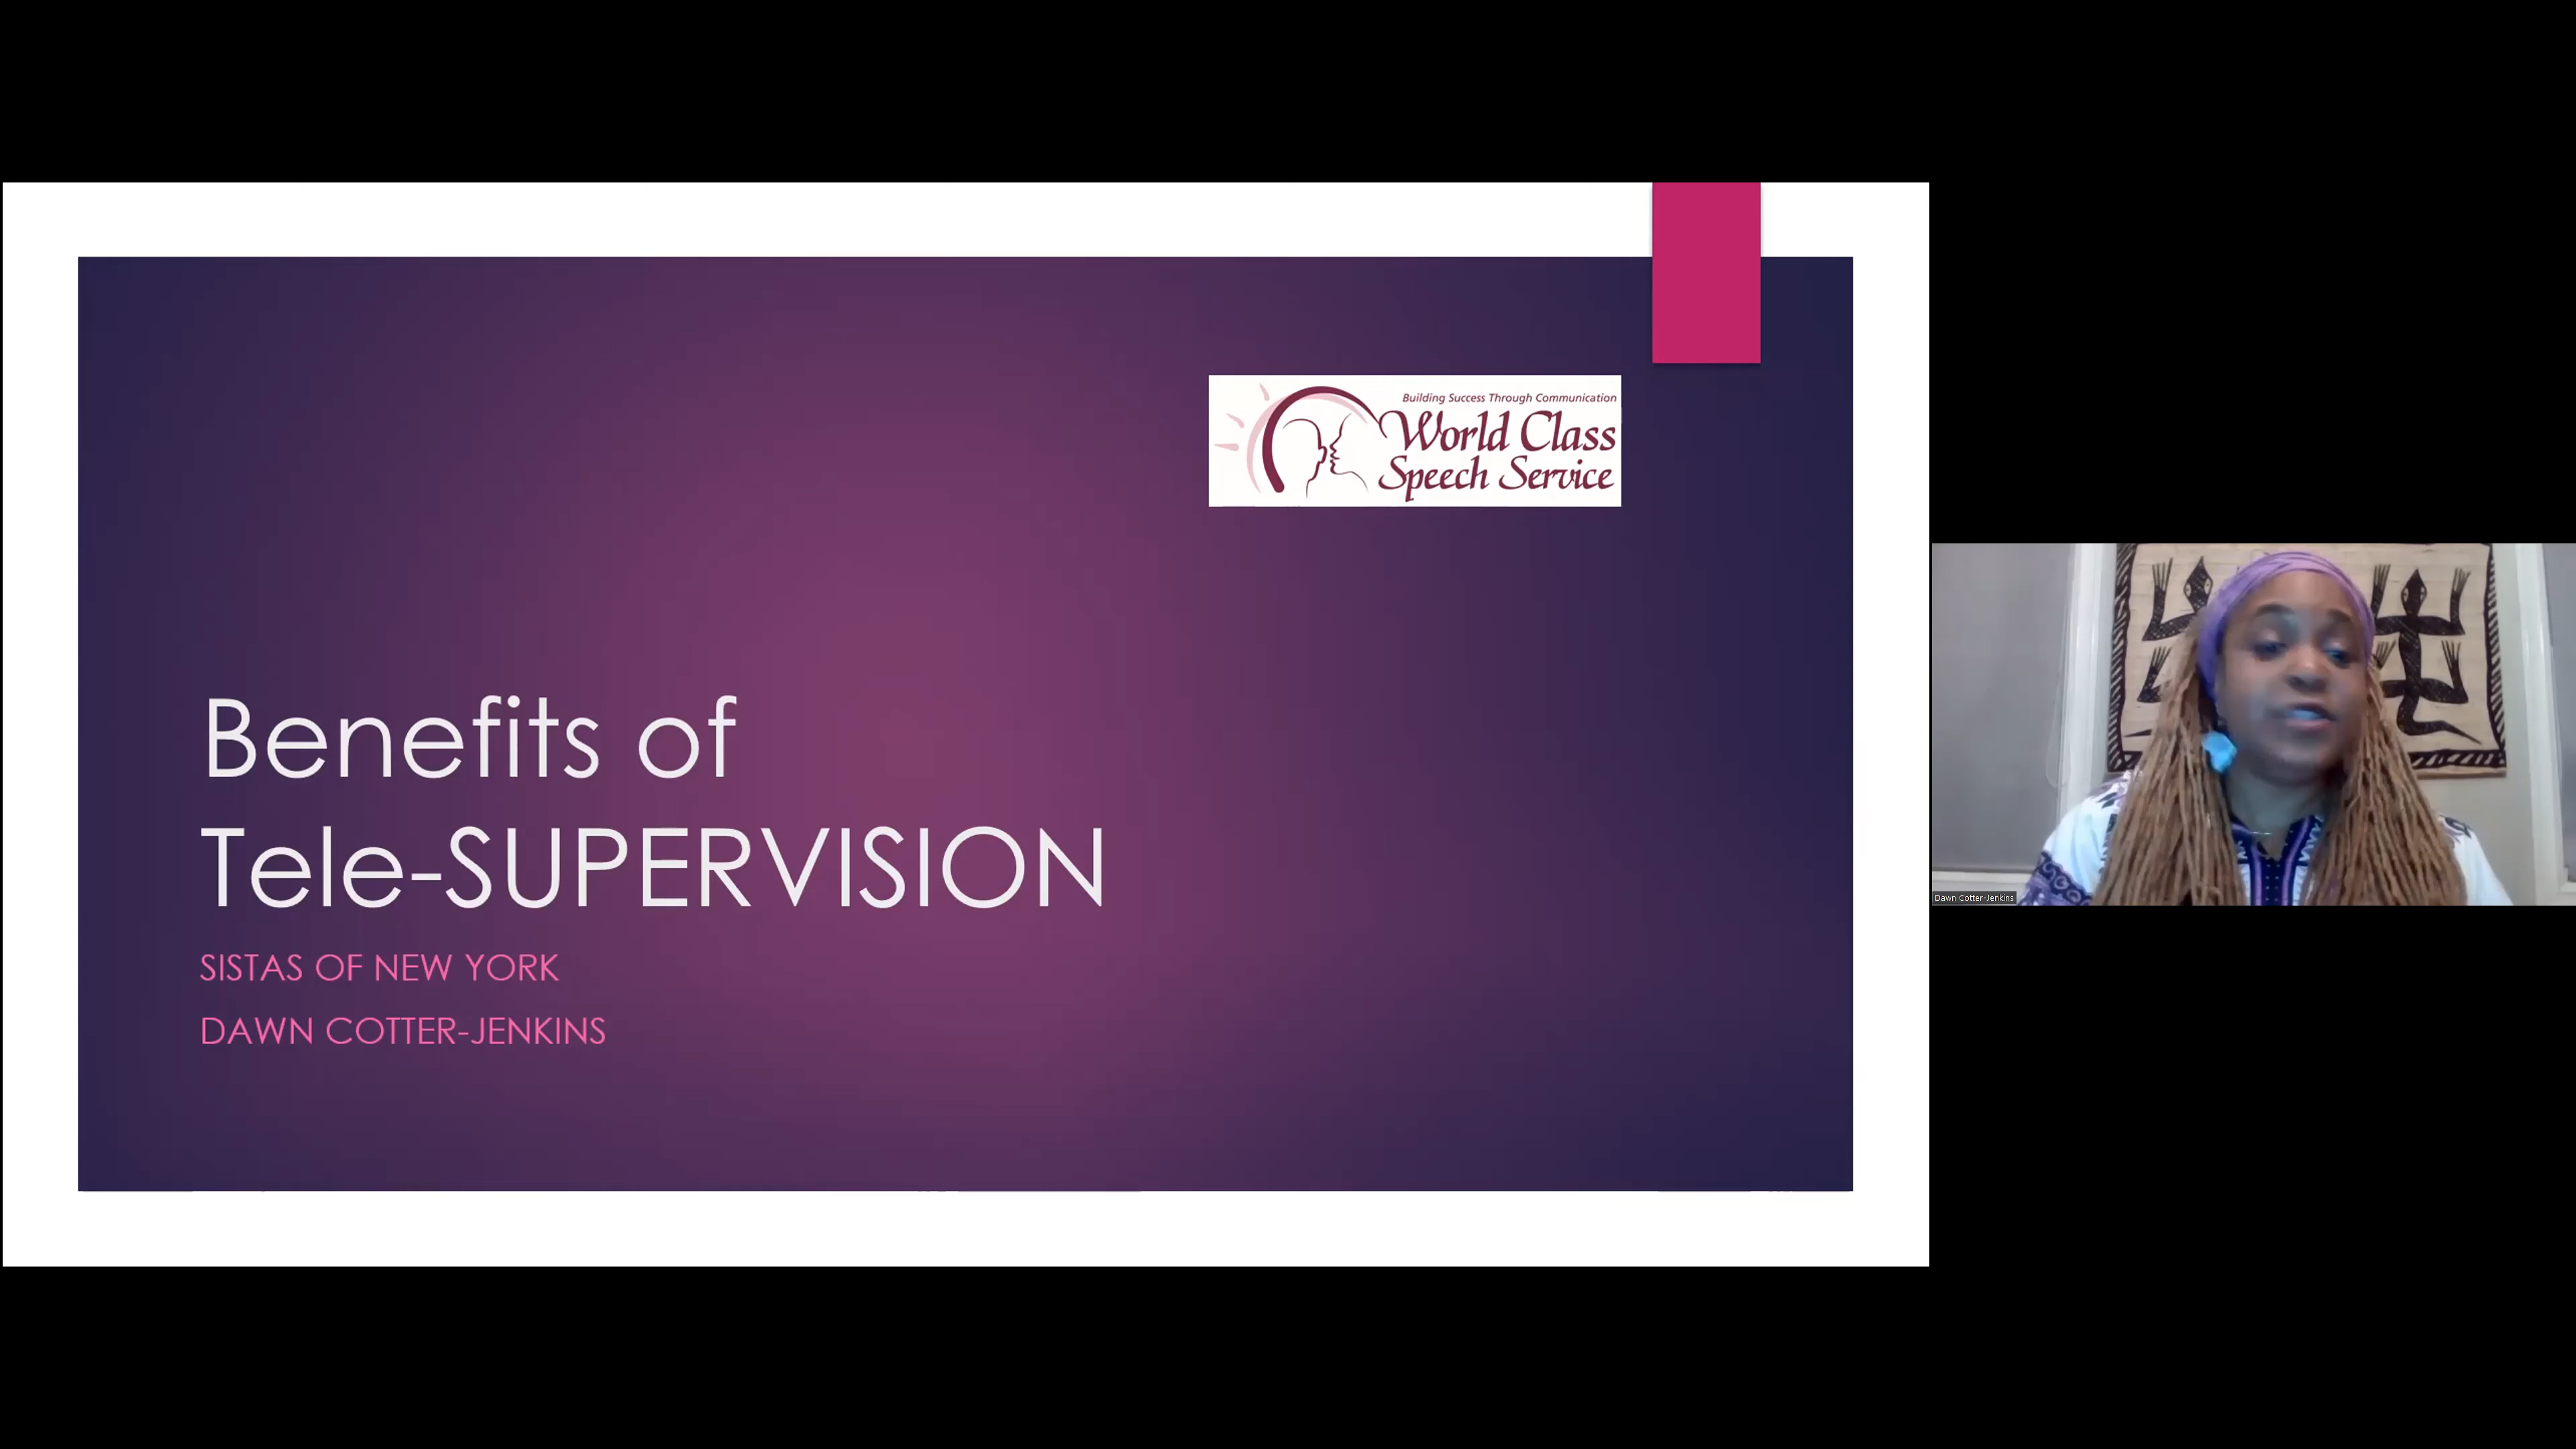 Building Success Through Communication
World Class
Speech Service
Benefits of
Tele-SUPERVISION
SISTAS OF NEW YORK
DAWN COTTER-JENKINS
Dawn Cotter-Jenkins